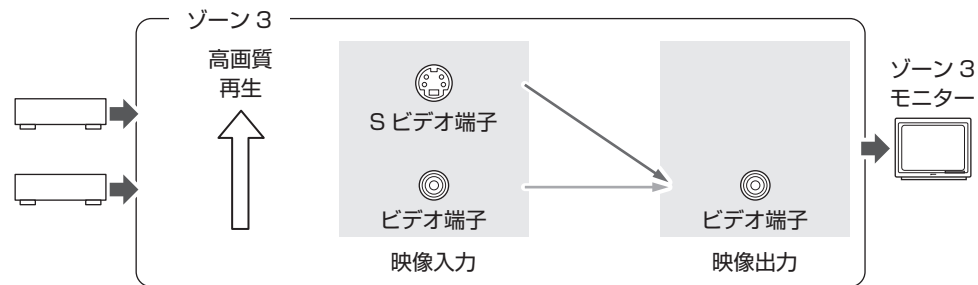 ゾーン 3
高画質
再生
S ビデオ端子
ビデオ端子
映像入力
ビデオ端子
映像出力
ゾーン 3
モニター